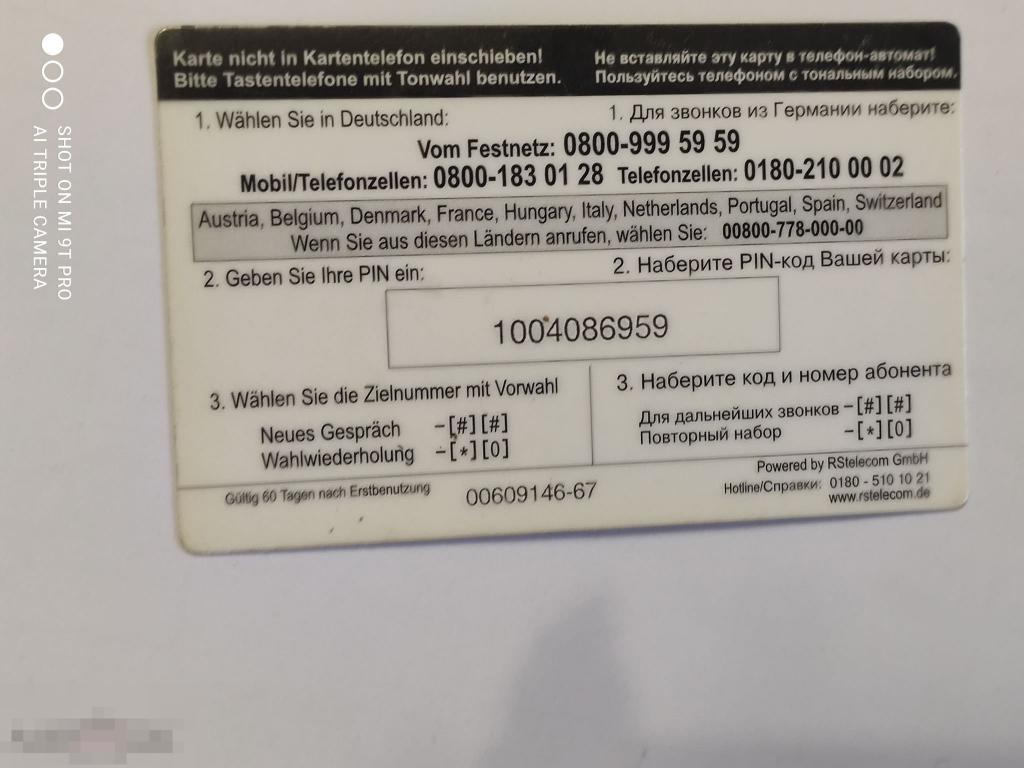 SHOT ON MI 9T PRO
AI TRIPLE CAMERA
Karte nicht in Kartentelefon einschieben!
Bitte Tastentelefone mit Tonwahl benutzen.
Не вставляйте эту карту в телефон-автомат!
Пользуйтесь телефоном с тональным набором.
1. Wählen Sie in Deutschland:
1. Для звонков из Германии наберите:
Vom Festnetz: 0800-999 59 59
Mobil/Telefonzellen: 0800-183 01 28 Telefonzellen: 0180-210 00 02
Austria, Belgium, Denmark, France, Hungary, Italy, Netherlands, Portugal, Spain, Switzerland
Wenn Sie aus diesen Ländern anrufen, wählen Sie: 00800-778-000-00
2. Geben Sie Ihre PIN ein:
2. Наберите PIN-код Вашей карты:
1004086959
3. Wählen Sie die Zielnummer mit Vorwahl
Neues Gespräch -[#][#]
Wahlwiederholung -[*][0]
3. Наберите код и номер абонента
Для дальнейших звонков -[#][#]
Повторный набор -[*][0]
Gültig 60 Tagen nach Erstbenutzung
00609146-67
Powered by RStelecom GmbH
Hotline/Справки: 0180 - 510 10 21
www.rstelecom.de